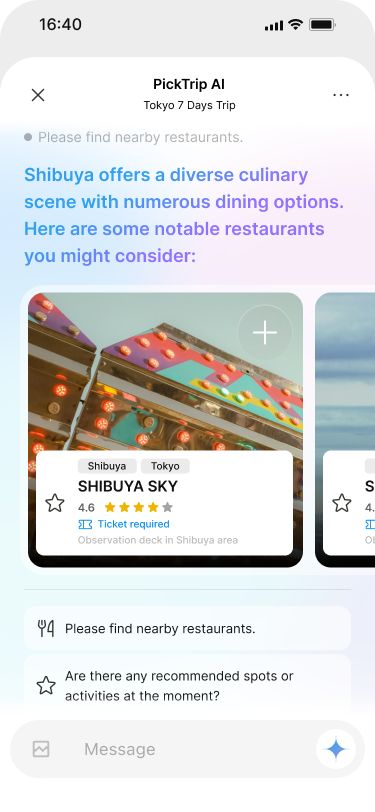 16:40
PickTrip AI
Tokyo 7 Days Trip
Please find nearby restaurants.
Shibuya offers a diverse culinary
scene with numerous dining options.
Here are some notable restaurants
you might consider:
Shibuya Tokyo
SHIBUYA SKY
4.6
Ticket required
Observation deck in Shibuya area
Please find nearby restaurants.
Are there any recommended spots or
activities at the moment?
Message